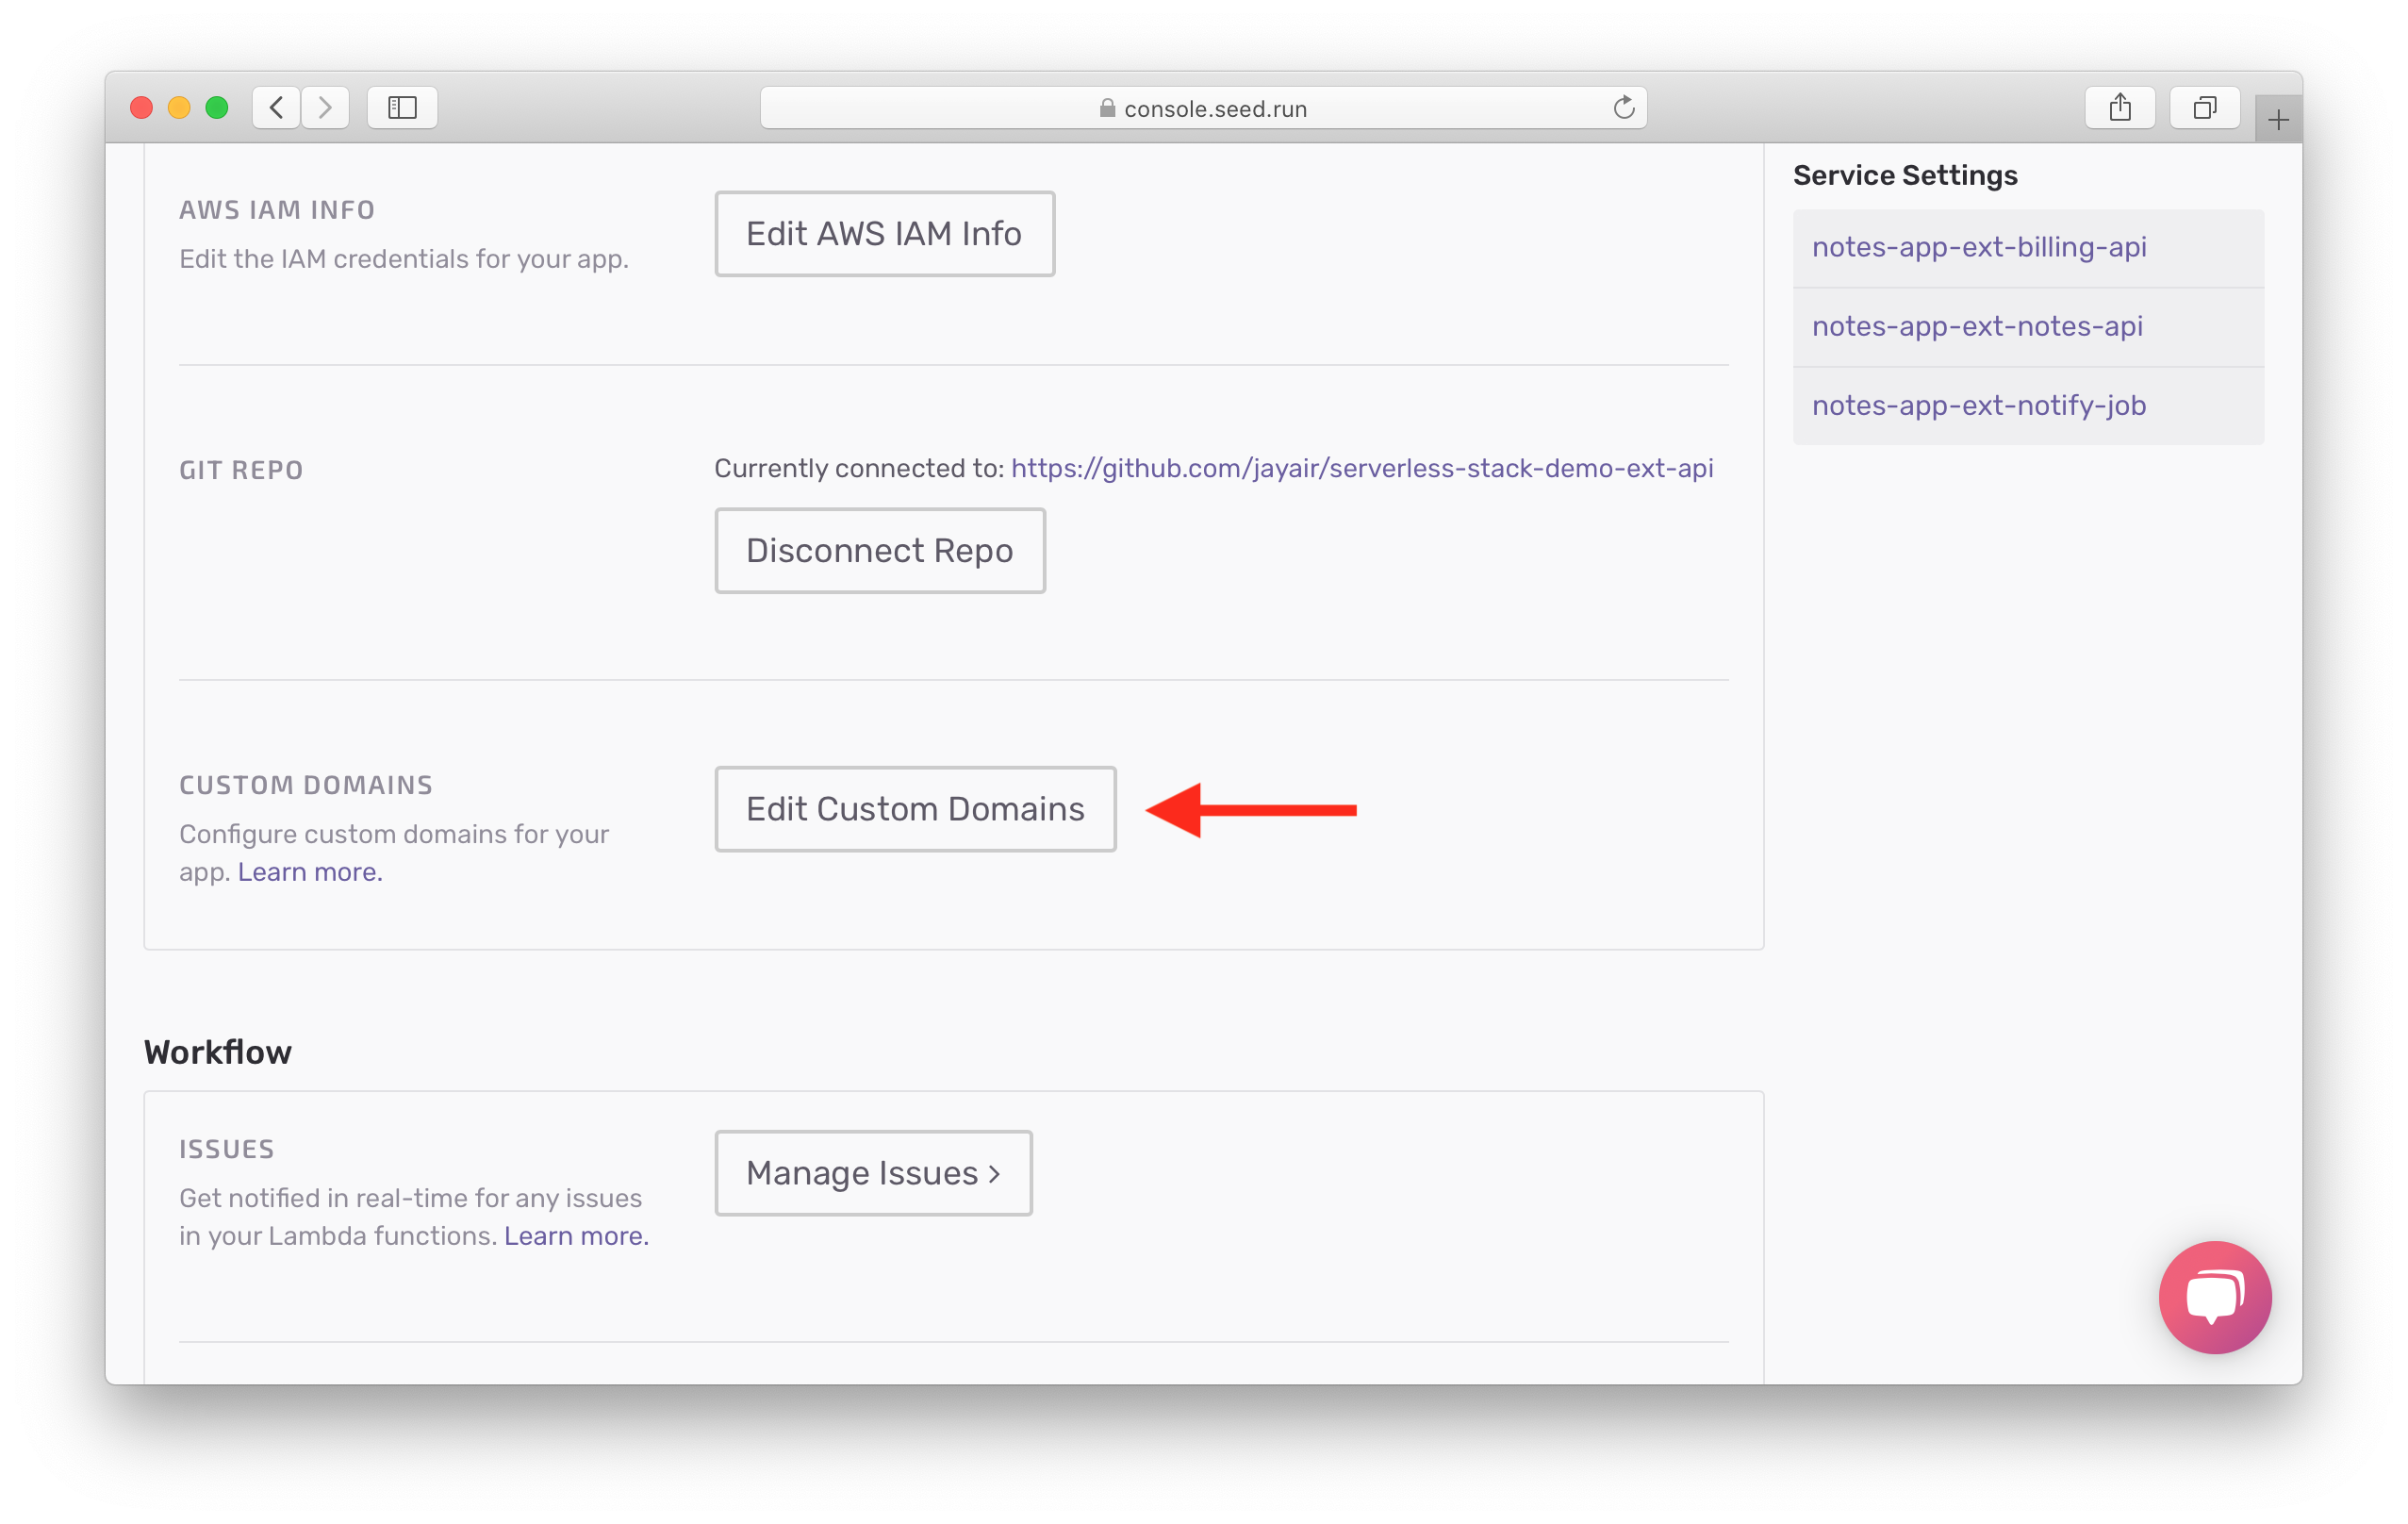 console.seed.run
AWS IAM INFO
Edit the IAM credentials for your app.
Edit AWS IAM Info
GIT REPO
Currently connected to: https://github.com/jayair/serverless-stack-demo-ext-api
Disconnect Repo
CUSTOM DOMAINS
Configure custom domains for your
app. Learn more.
Edit Custom Domains
Workflow
ISSUES
Get notified in real-time for any issues
in your Lambda functions. Learn more.
Manage Issues >
Service Settings
notes-app-ext-billing-api
notes-app-ext-notes-api
notes-app-ext-notify-job